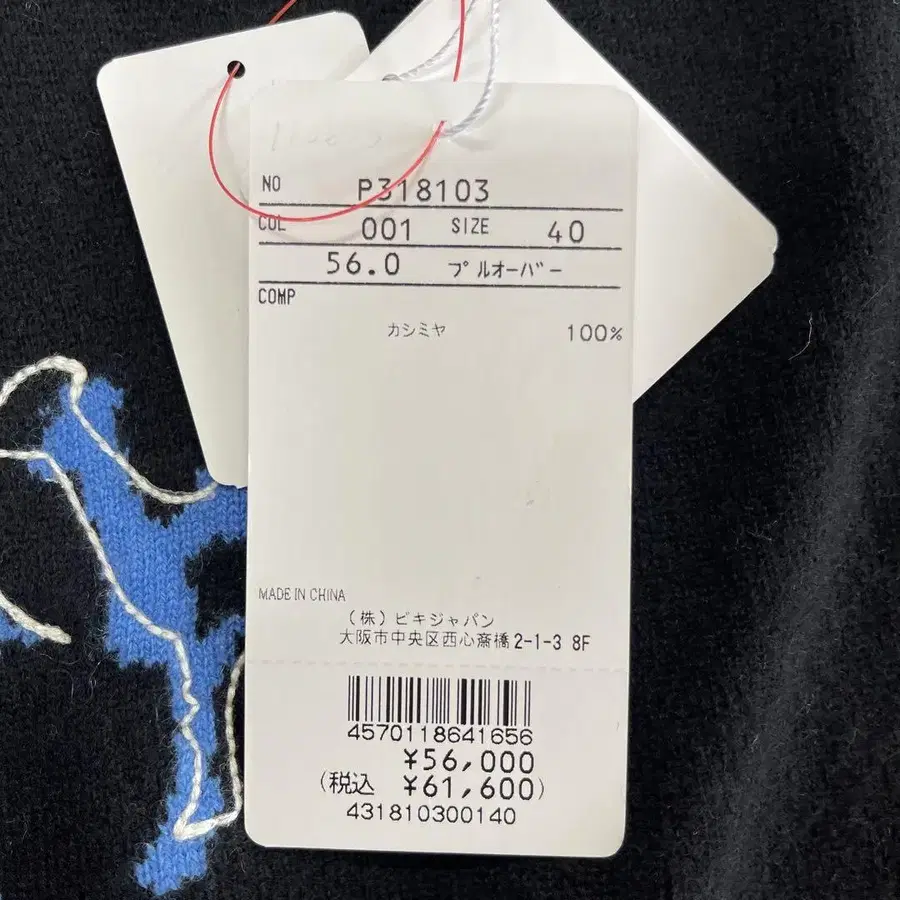 NO P318103
COL 001 SIZE 40
56.0 プルオーバー
COMP
カシミヤ 100%
MADE IN CHINA
(株)ビキジャパン
大阪市中央区西心斎橋2-1-3 8F
4570118641656
¥56,000
(税込 ¥61,600)
431810300140